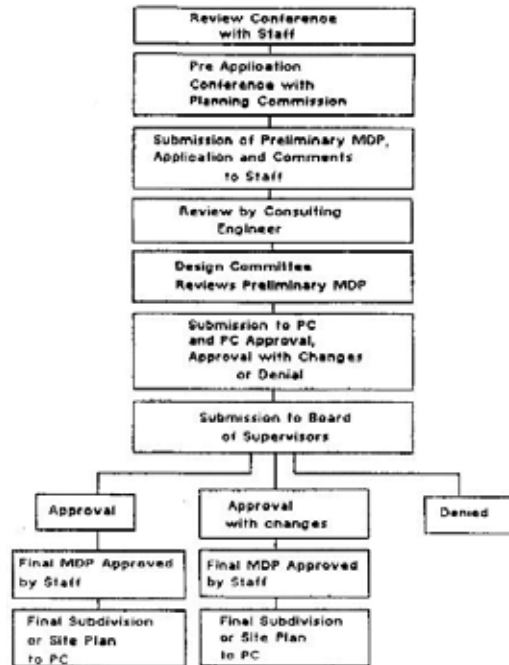 Review Conference
with Staff
Pre Application
Conference with
Planning Commission
Submission of Preliminary MDP,
Application and Comments
to Staff
Review by Consulting
Engineer
Design Committee
Reviews Preliminary MDP
Submission to PC
and PC Approval,
Approval with Changes
or Denial
Submission to Board
of Supervisors
Approval
Approval
with changes
Denied
Final MDP Approved
by Staff
Final MDP Approved
by Staff
Final Subdivision
or Site Plan
to PC
Final Subdivision
or Site Plan
to PC